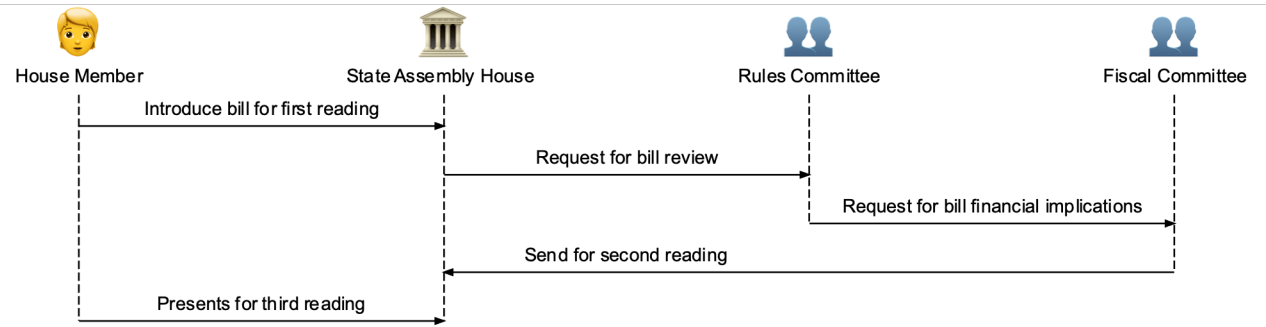 House Member
State Assembly House
Rules Committee
Fiscal Committee
Introduce bill for first reading
Request for bill review
Request for bill financial implications
Send for second reading
Presents for third reading